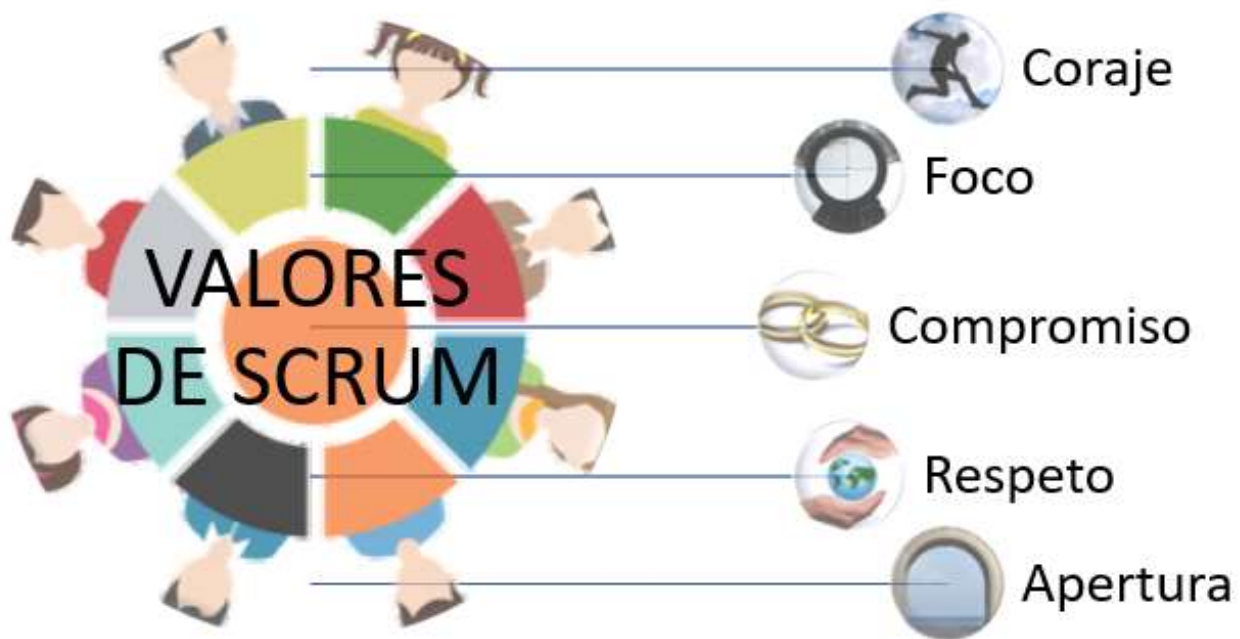 VALORES
DE SCRUM
Coraje
Foco
Compromiso
Respeto
Apertura